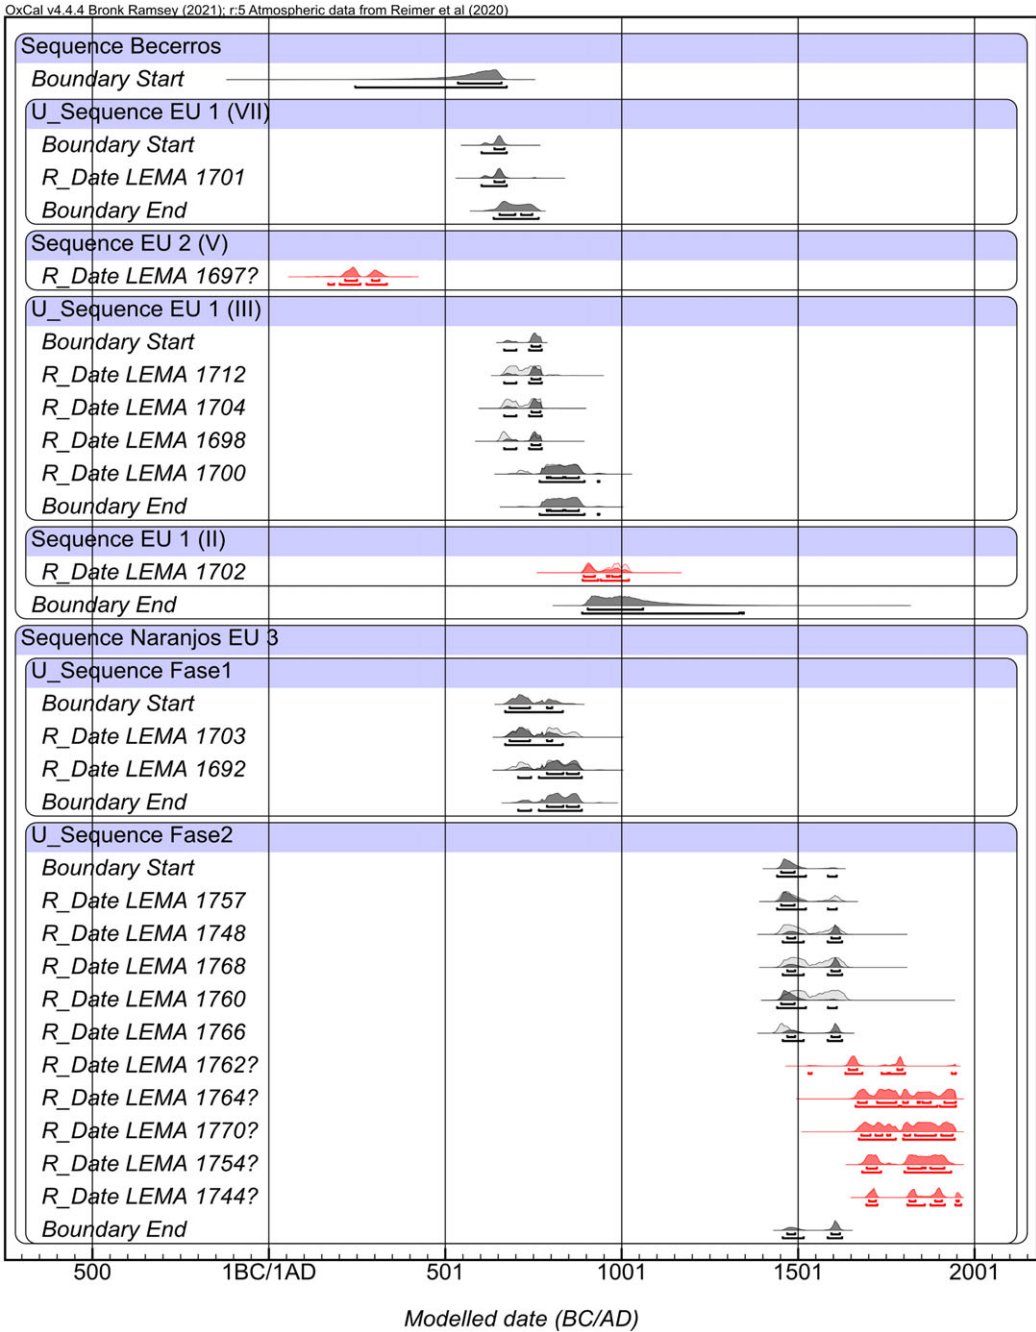 OxCal v4.4.4 Bronk Ramsey (2021); r:5 Atmospheric data from Reimer et al (2020)
Sequence Becerros
Boundary Start
U_Sequence EU 1 (VII)
Boundary Start
R_Date LEMA 1701
Boundary End
Sequence EU 2 (V)
R_Date LEMA 1697?
U_Sequence EU 1 (III)
Boundary Start
R_Date LEMA 1712
R_Date LEMA 1704
R_Date LEMA 1698
R_Date LEMA 1700
Boundary End
Sequence EU 1 (II)
R_Date LEMA 1702
Boundary End
Sequence Naranjos EU 3
U_Sequence Fase1
Boundary Start
R_Date LEMA 1703
R_Date LEMA 1692
Boundary End
U_Sequence Fase2
Boundary Start
R_Date LEMA 1757
R_Date LEMA 1748
R_Date LEMA 1768
R_Date LEMA 1760
R_Date LEMA 1766
R_Date LEMA 1762?
R_Date LEMA 1764?
R_Date LEMA 1770?
R_Date LEMA 1754?
R_Date LEMA 1744?
Boundary End
500 1BC/1AD 501 1001 1501 2001
Modelled date (BC/AD)